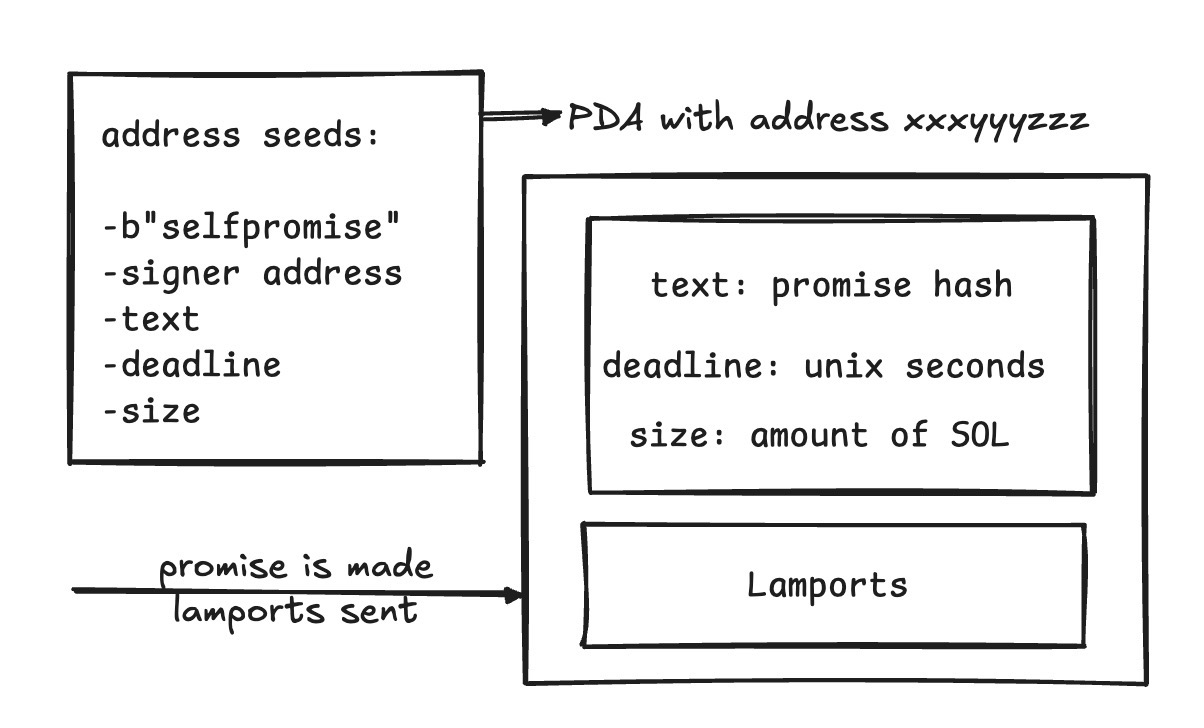 address seeds:
-b"selfpromise"
-signer address
-text
-deadline
-size
PDA with address xxxyyyzzz
text: promise hash
deadline: unix seconds
size: amount of SOL
Lamports
promise is made
lamports sent